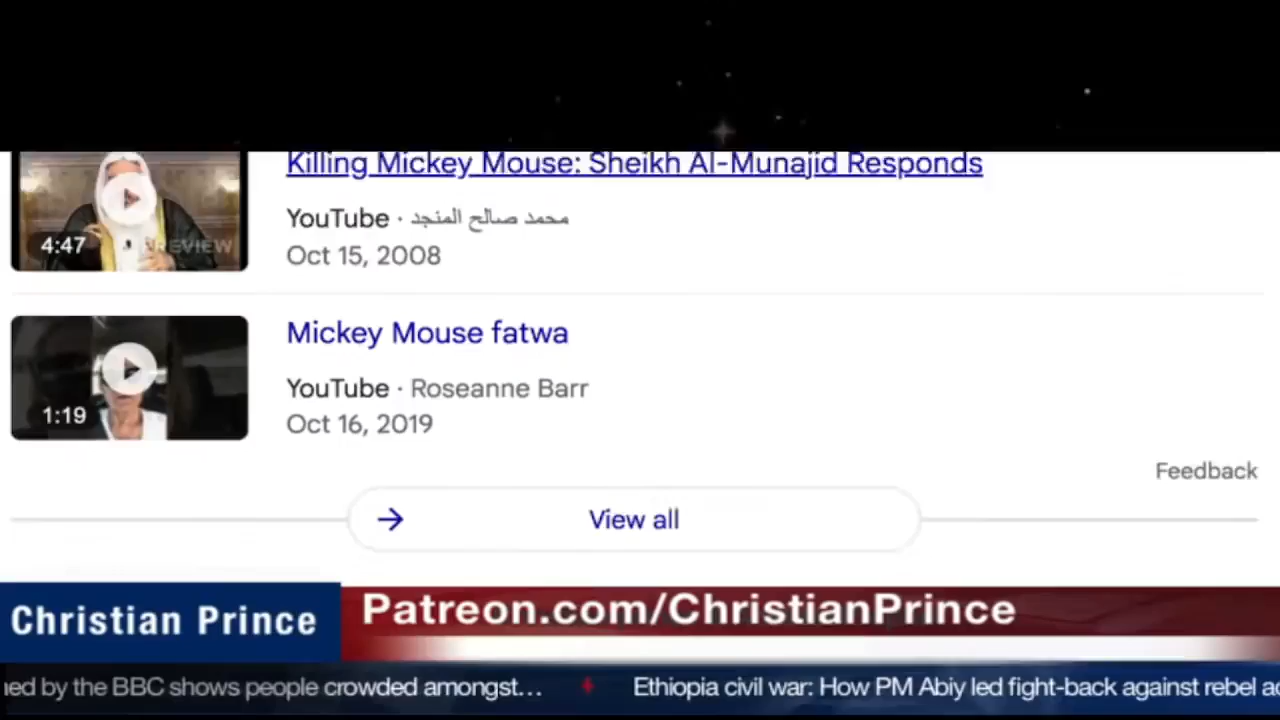 Killing Mickey Mouse: Sheikh Al-Munajid Responds
YouTube · محمد صالح المنجد
4:47
PREVIEW
Oct 15, 2008
Mickey Mouse fatwa
YouTube · Roseanne Barr
1:19
Oct 16, 2019
Feedback
View all
Christian Prince
Patreon.com/ChristianPrince
by the BBC shows people crowded amongst...
Ethiopia civil war: How PM Abiy led fight-back against rebel